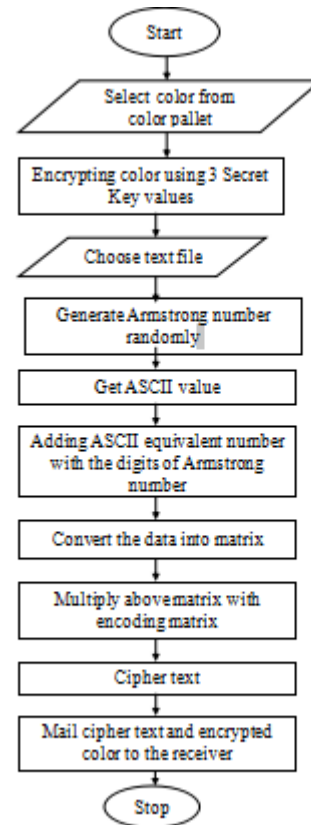 Start
Select color from
color pallet
Encrypting color using 3 Secret
Key values
Choose text file
Generate Armstrong number
randomly
Get ASCII value
Adding ASCII equivalent number
with the digits of Armstrong
number
Convert the data into matrix
Multiply above matrix with
encoding matrix
Cipher text
Mail cipher text and encrypted
color to the receiver
Stop